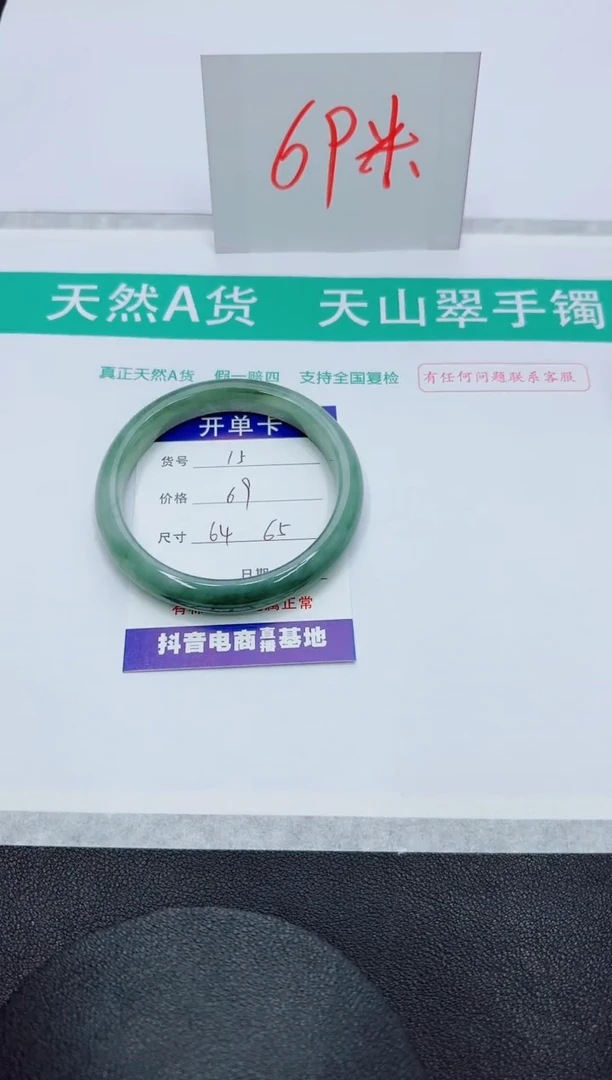 69米
天然A货 天山翠手镯
真正天然A货 假一赔四 支持全国复检 有任何问题联系客服
开单卡
货号 15
价格 69
尺寸 64 65
日期
正常
抖音电商直播基地